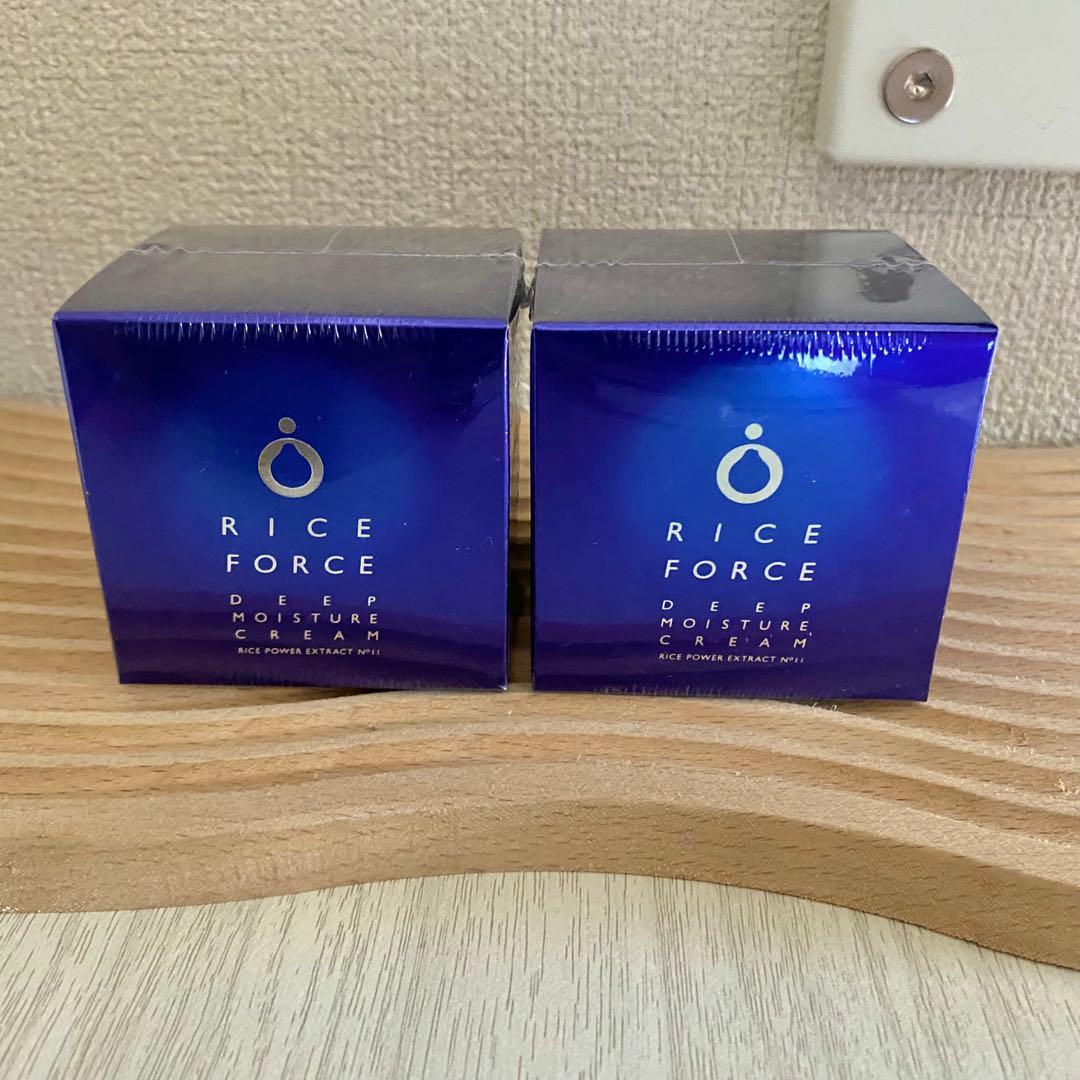 RICE
FORCE
DEEP
MOISTURE
CREAM
RICE POWER EXTRACT Nº11
RICE
FORCE
DEEP
MOISTURE
CREAM
RICE POWER EXTRACT Nº11